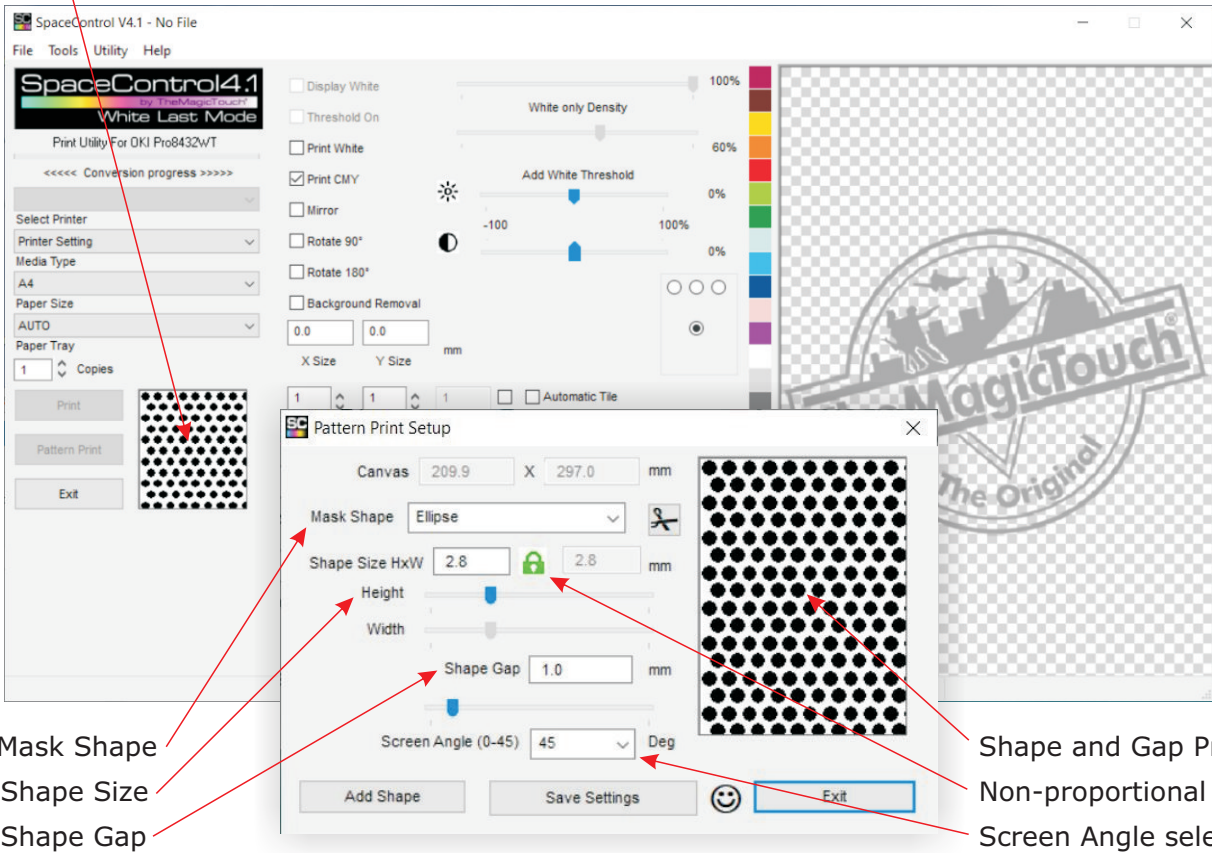 SC SpaceControl V4.1 - No File
File Tools Utility Help
SpaceControl4.1
by TheMagicTouch®
White Last Mode
Print Utility For OKI Pro8432WT
<<<<< Conversion progress >>>>>
Select Printer
Printer Setting
Media Type
A4
Paper Size
AUTO
Paper Tray
1 Copies
Print
Pattern Print
Exit
Display White
Threshold On
Print White
Print CMY
Mirror
Rotate 90°
Rotate 180°
Background Removal
0.0 0.0
X Size Y Size mm
1 1 1 Automatic Tile
100%
White only Density
60%
Add White Threshold
0%
-100 100%
0%
TheMagicTouch®
The Original
SC Pattern Print Setup
Canvas 209.9 X 297.0 mm
Mask Shape Ellipse
Shape Size HxW 2.8 2.8 mm
Height
Width
Shape Gap 1.0 mm
Screen Angle (0-45) 45 Deg
Add Shape Save Settings Exit
Mask Shape
Shape Size
Shape Gap
Shape and Gap Pr
Non-proportional
Screen Angle sele